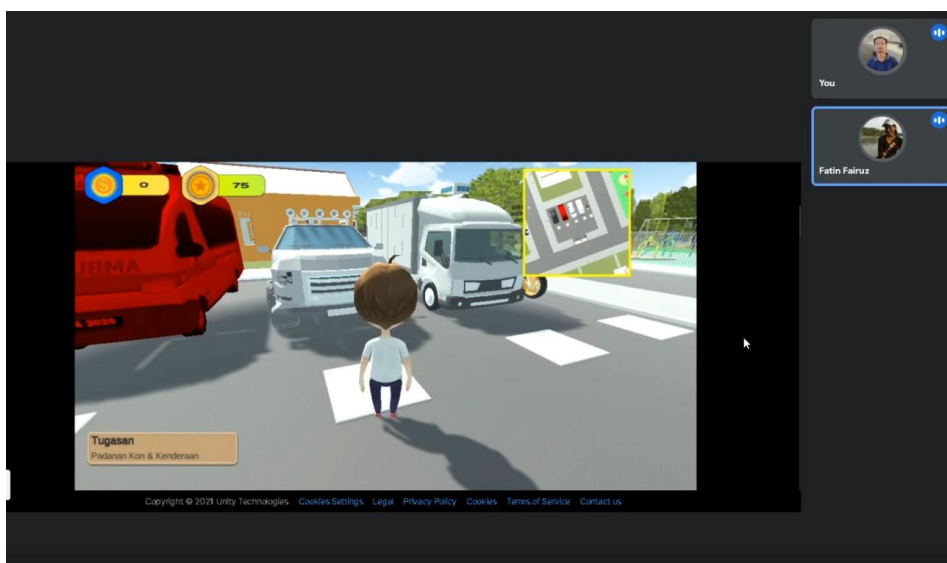 You
Fatin Fairuz
0
75
Tugasan
Padanan Kon & Kenderaan
Copyright © 2021 Unity Technologies Cookies Settings Legal Privacy Policy Cookies Terms of Service Contact us